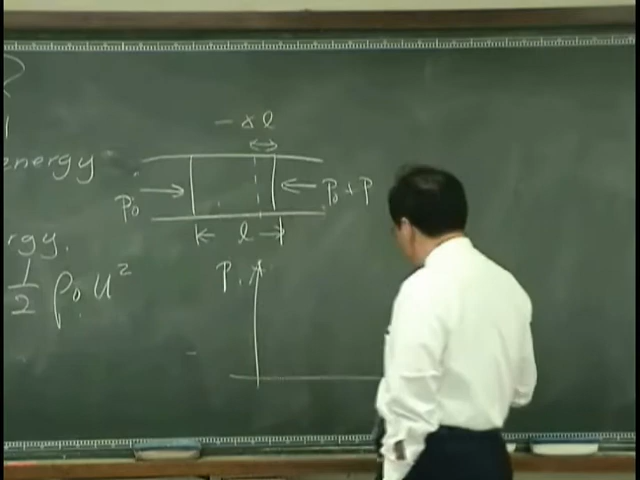 energy
rgy.
1/2 ρ₀ u²
- δl
P₀
P₀ + P
l
P